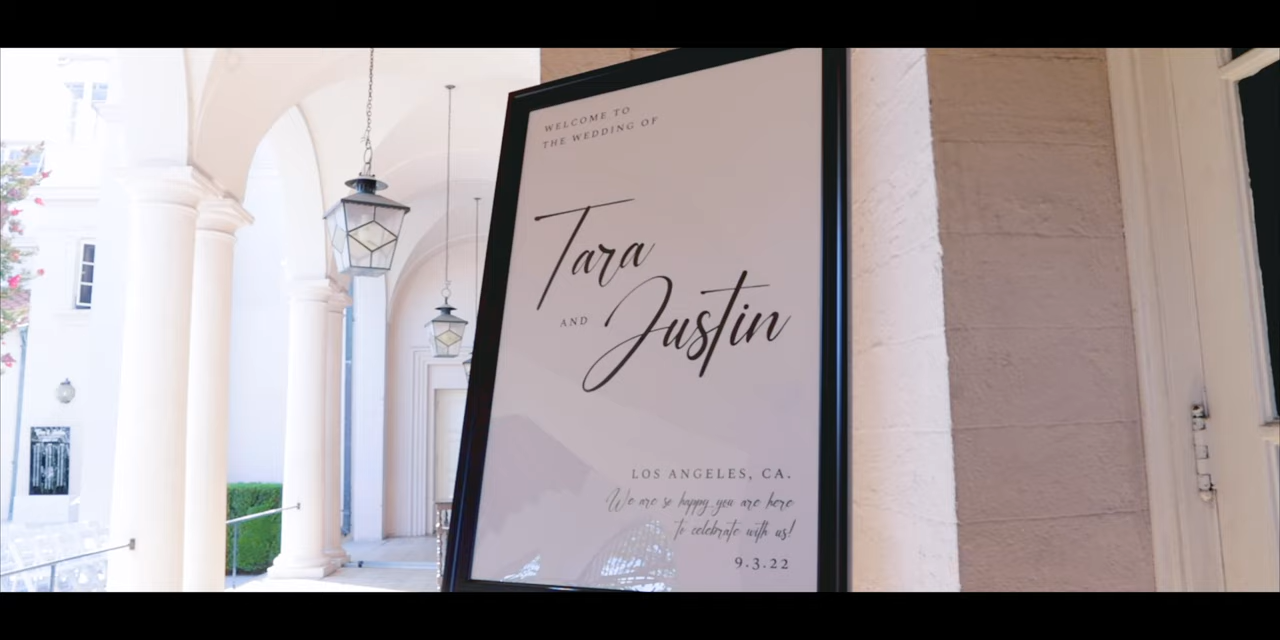 WELCOME TO
THE WEDDING OF
Tara
AND Justin
LOS ANGELES, CA.
We are so happy you are here
to celebrate with us!
9.3.22